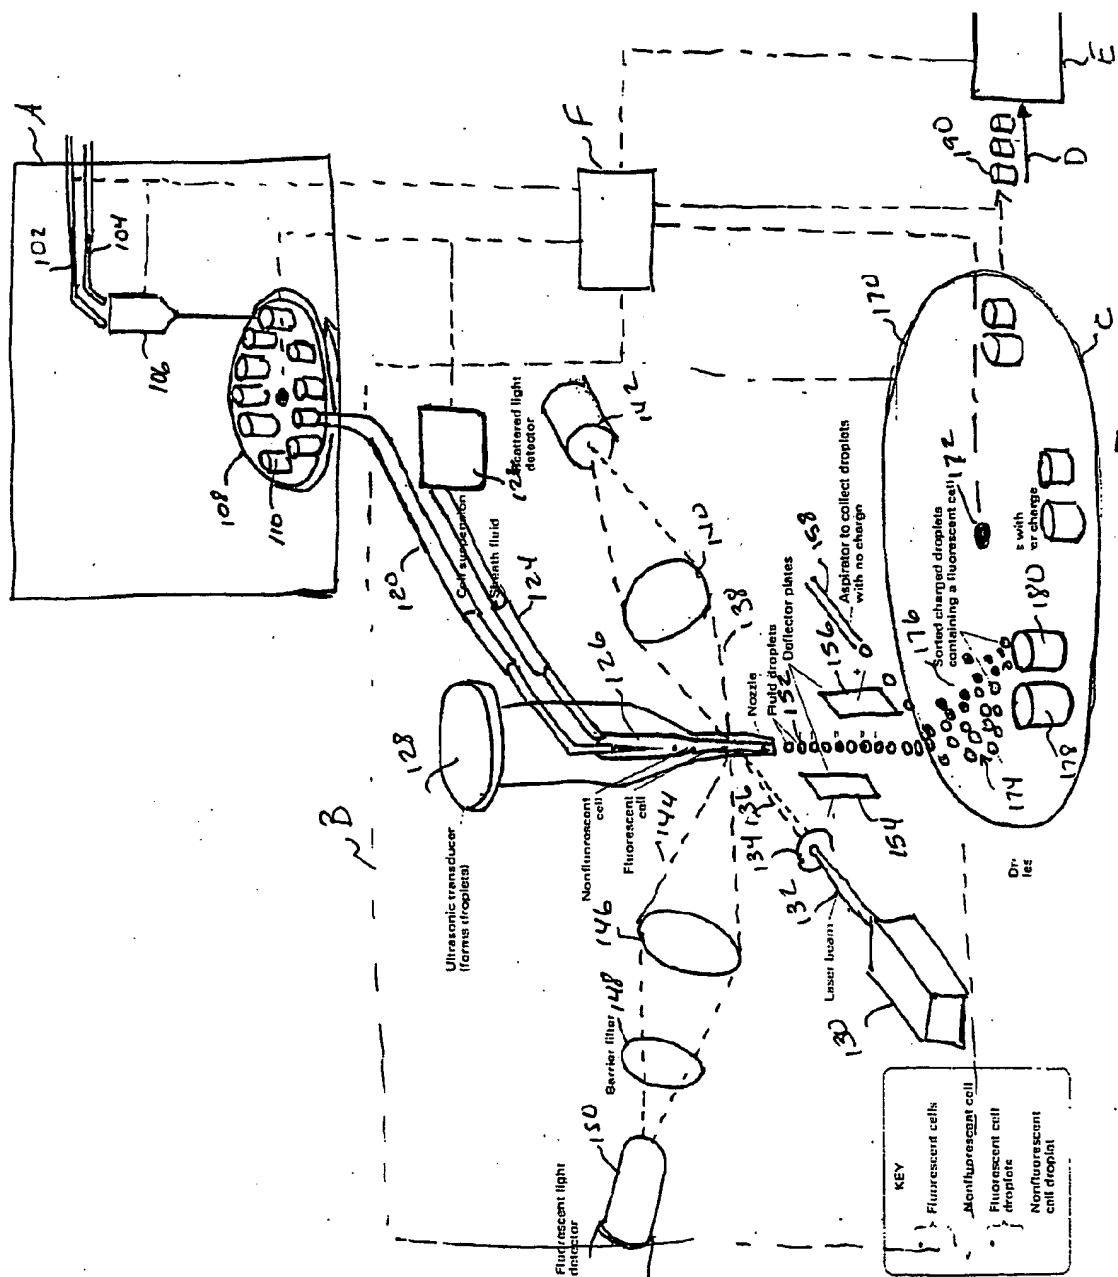 A
102
104
106
108
110
F
E
190
D
170
C
120
Cell suspension
Sheath fluid
124
Scattered light
detector
142
140
138
126
128
Ultrasonic transducer
(forms droplets)
B
Nonfluorescent
cell
Fluorescent
cell
144
136
134
132
Laser beam
130
146
148
Barrier filter
150
Fluorescent light
detector
Nozzle
Fluid droplets
152
Deflector plates
156
158
Aspirator to collect droplets
with no charge
154
176
Sorted charged droplets
containing a fluorescent cell
172
s with
er charge
180
178
174
KEY
Fluorescent cells
Nonfluorescent cell
Fluorescent cell
droplets
Nonfluorescent
cell droplet